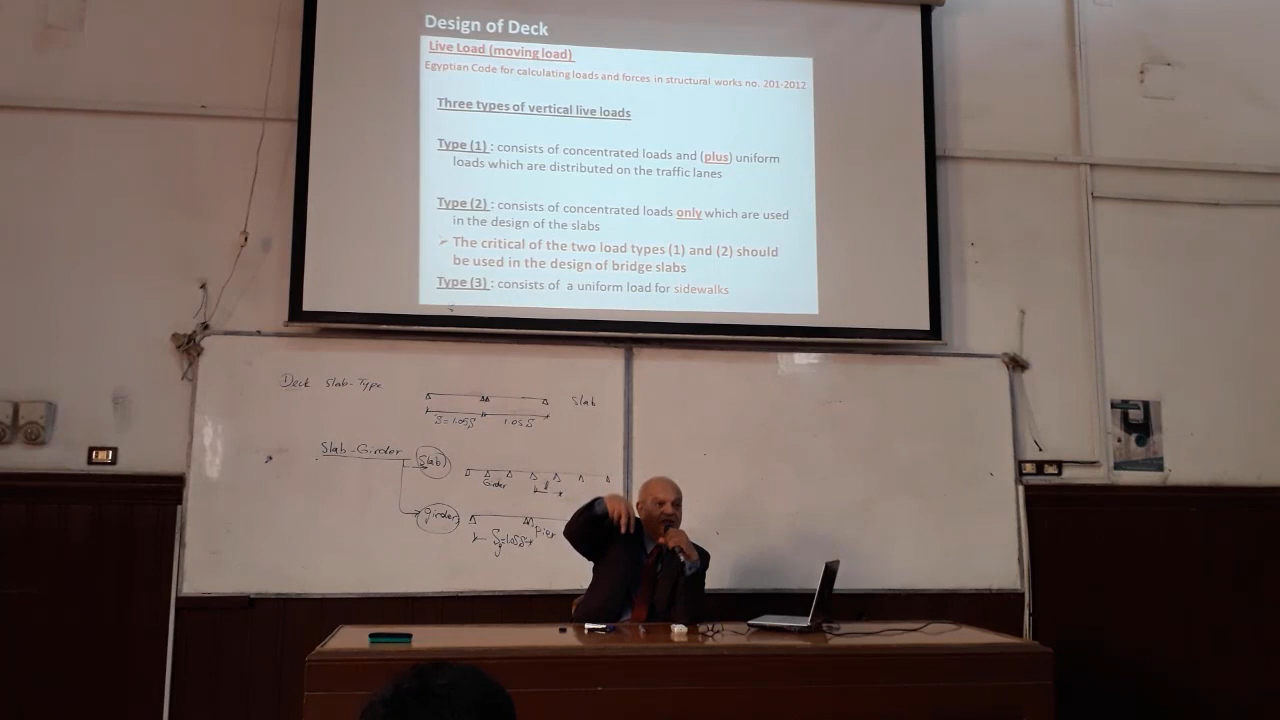 Design of Deck
Live Load (moving load)
Egyptian Code for calculating loads and forces in structural works no. 201-2012
Three types of vertical live loads
Type (1) : consists of concentrated loads and (plus) uniform
loads which are distributed on the traffic lanes
Type (2) : consists of concentrated loads only which are used
in the design of the slabs
➢ The critical of the two load types (1) and (2) should
be used in the design of bridge slabs
Type (3) : consists of a uniform load for sidewalks
Deck Slab-Type
Slab
S=1.05S 1.05S
Slab-Girder
Slab
Girder
girder
Pier